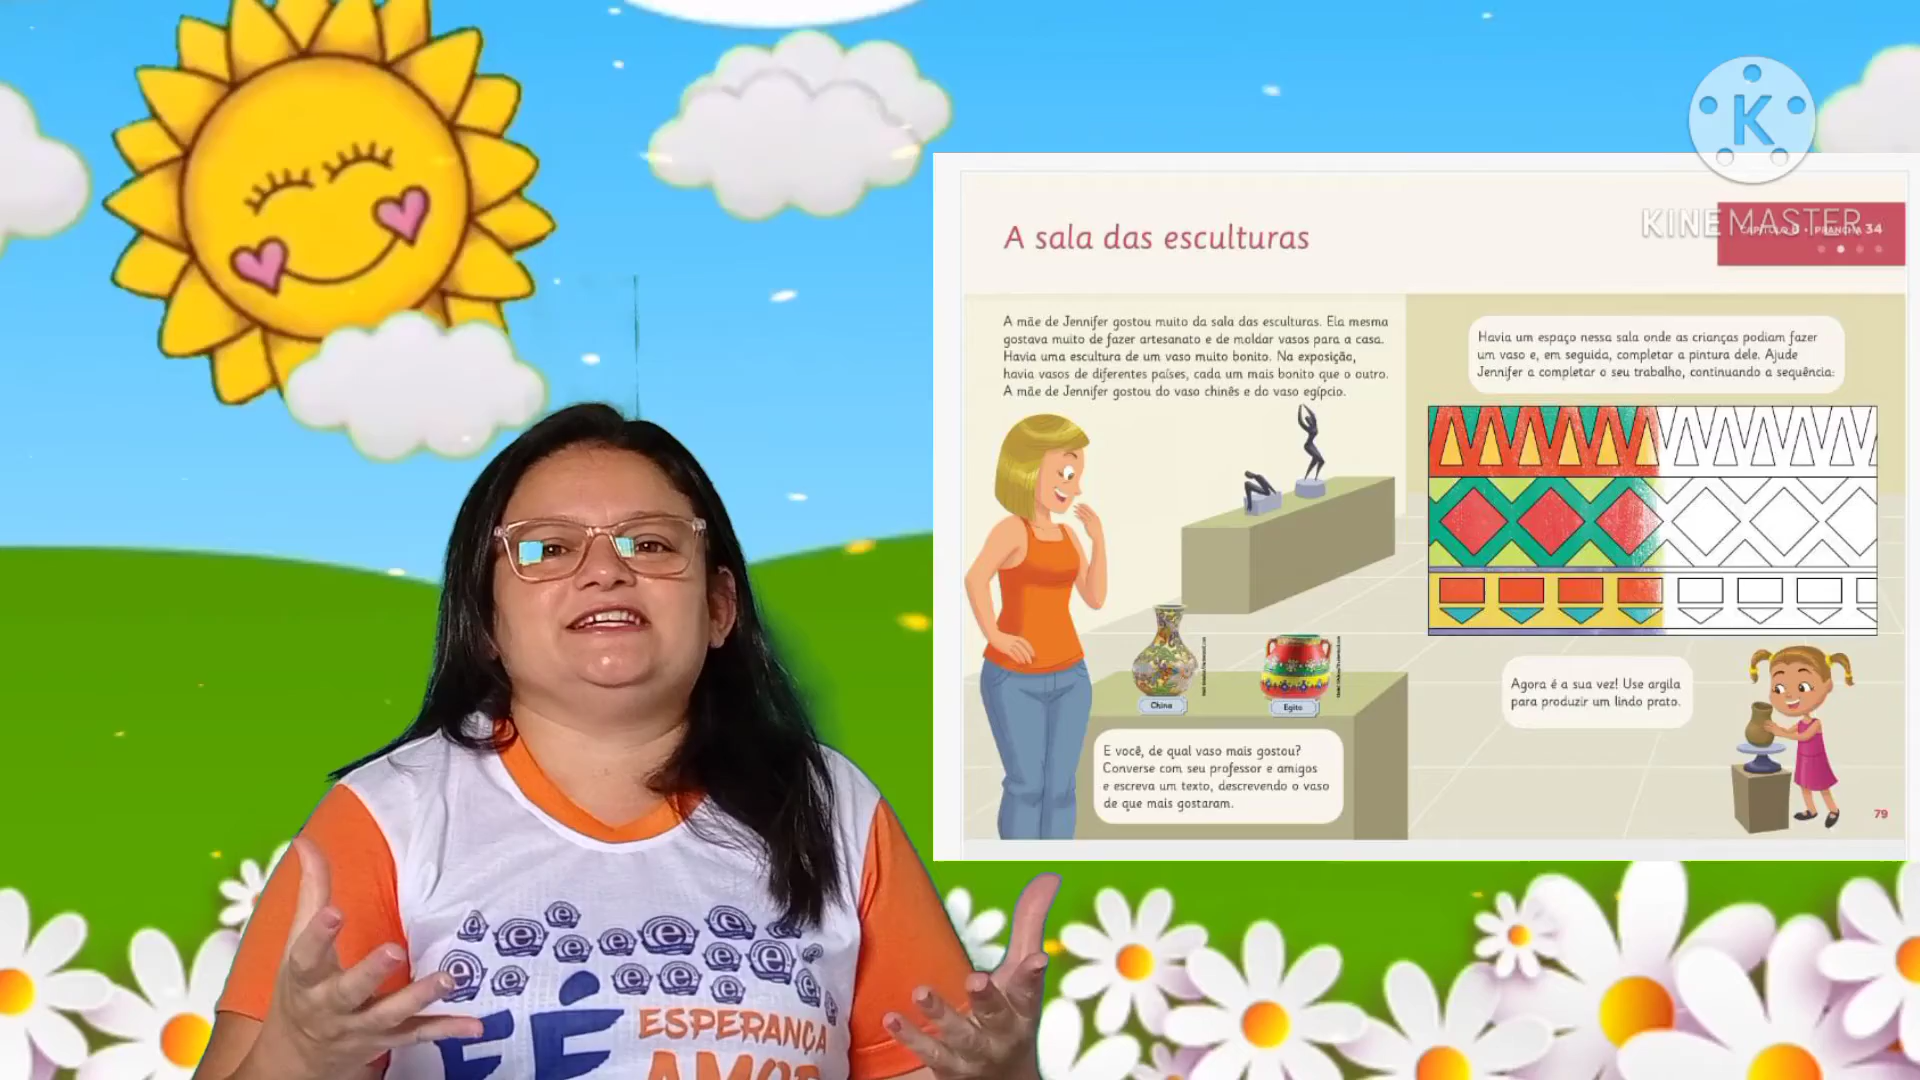 K
KINEMASTER
A sala das esculturas
34
A mãe de Jennifer gostou muito da sala das esculturas. Ela mesma
gostava muito de fazer artesanato e de moldar vasos para a casa.
Havia uma escultura de um vaso muito bonito. Na exposição,
havia vasos de diferentes países, cada um mais bonito que o outro.
A mãe de Jennifer gostou do vaso chinês e do vaso egípcio.
China
Egito
E você, de qual vaso mais gostou?
Converse com seu professor e amigos
e escreva um texto, descrevendo o vaso
de que mais gostaram.
Havia um espaço nessa sala onde as crianças podiam fazer
um vaso e, em seguida, completar a pintura dele. Ajude
Jennifer a completar o seu trabalho, continuando a sequência:
Agora é a sua vez! Use argila
para produzir um lindo prato.
79
FÉ
ESPERANÇA
AMOR